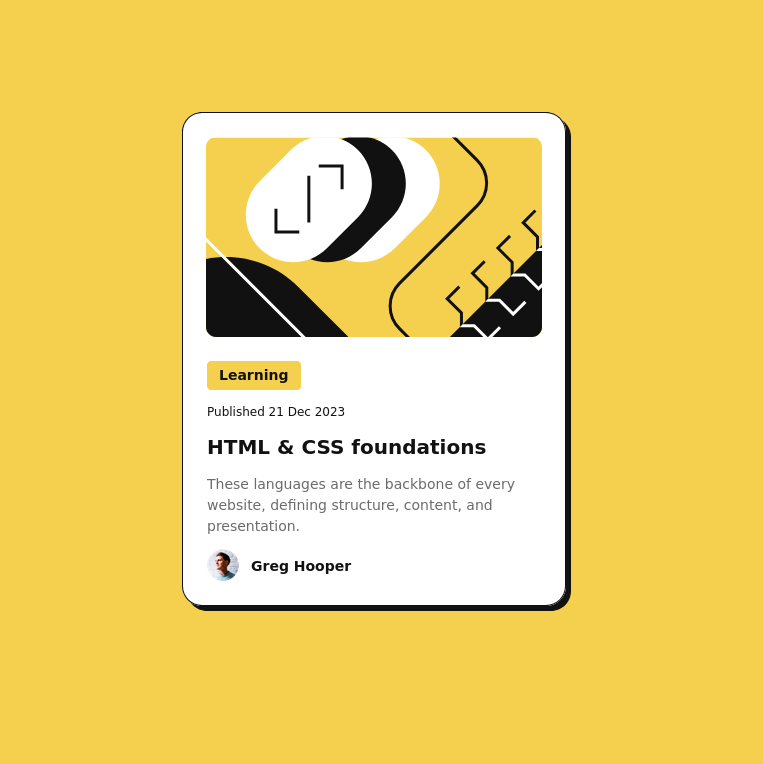 Learning
Published 21 Dec 2023
HTML & CSS foundations
These languages are the backbone of every
website, defining structure, content, and
presentation.
Greg Hooper